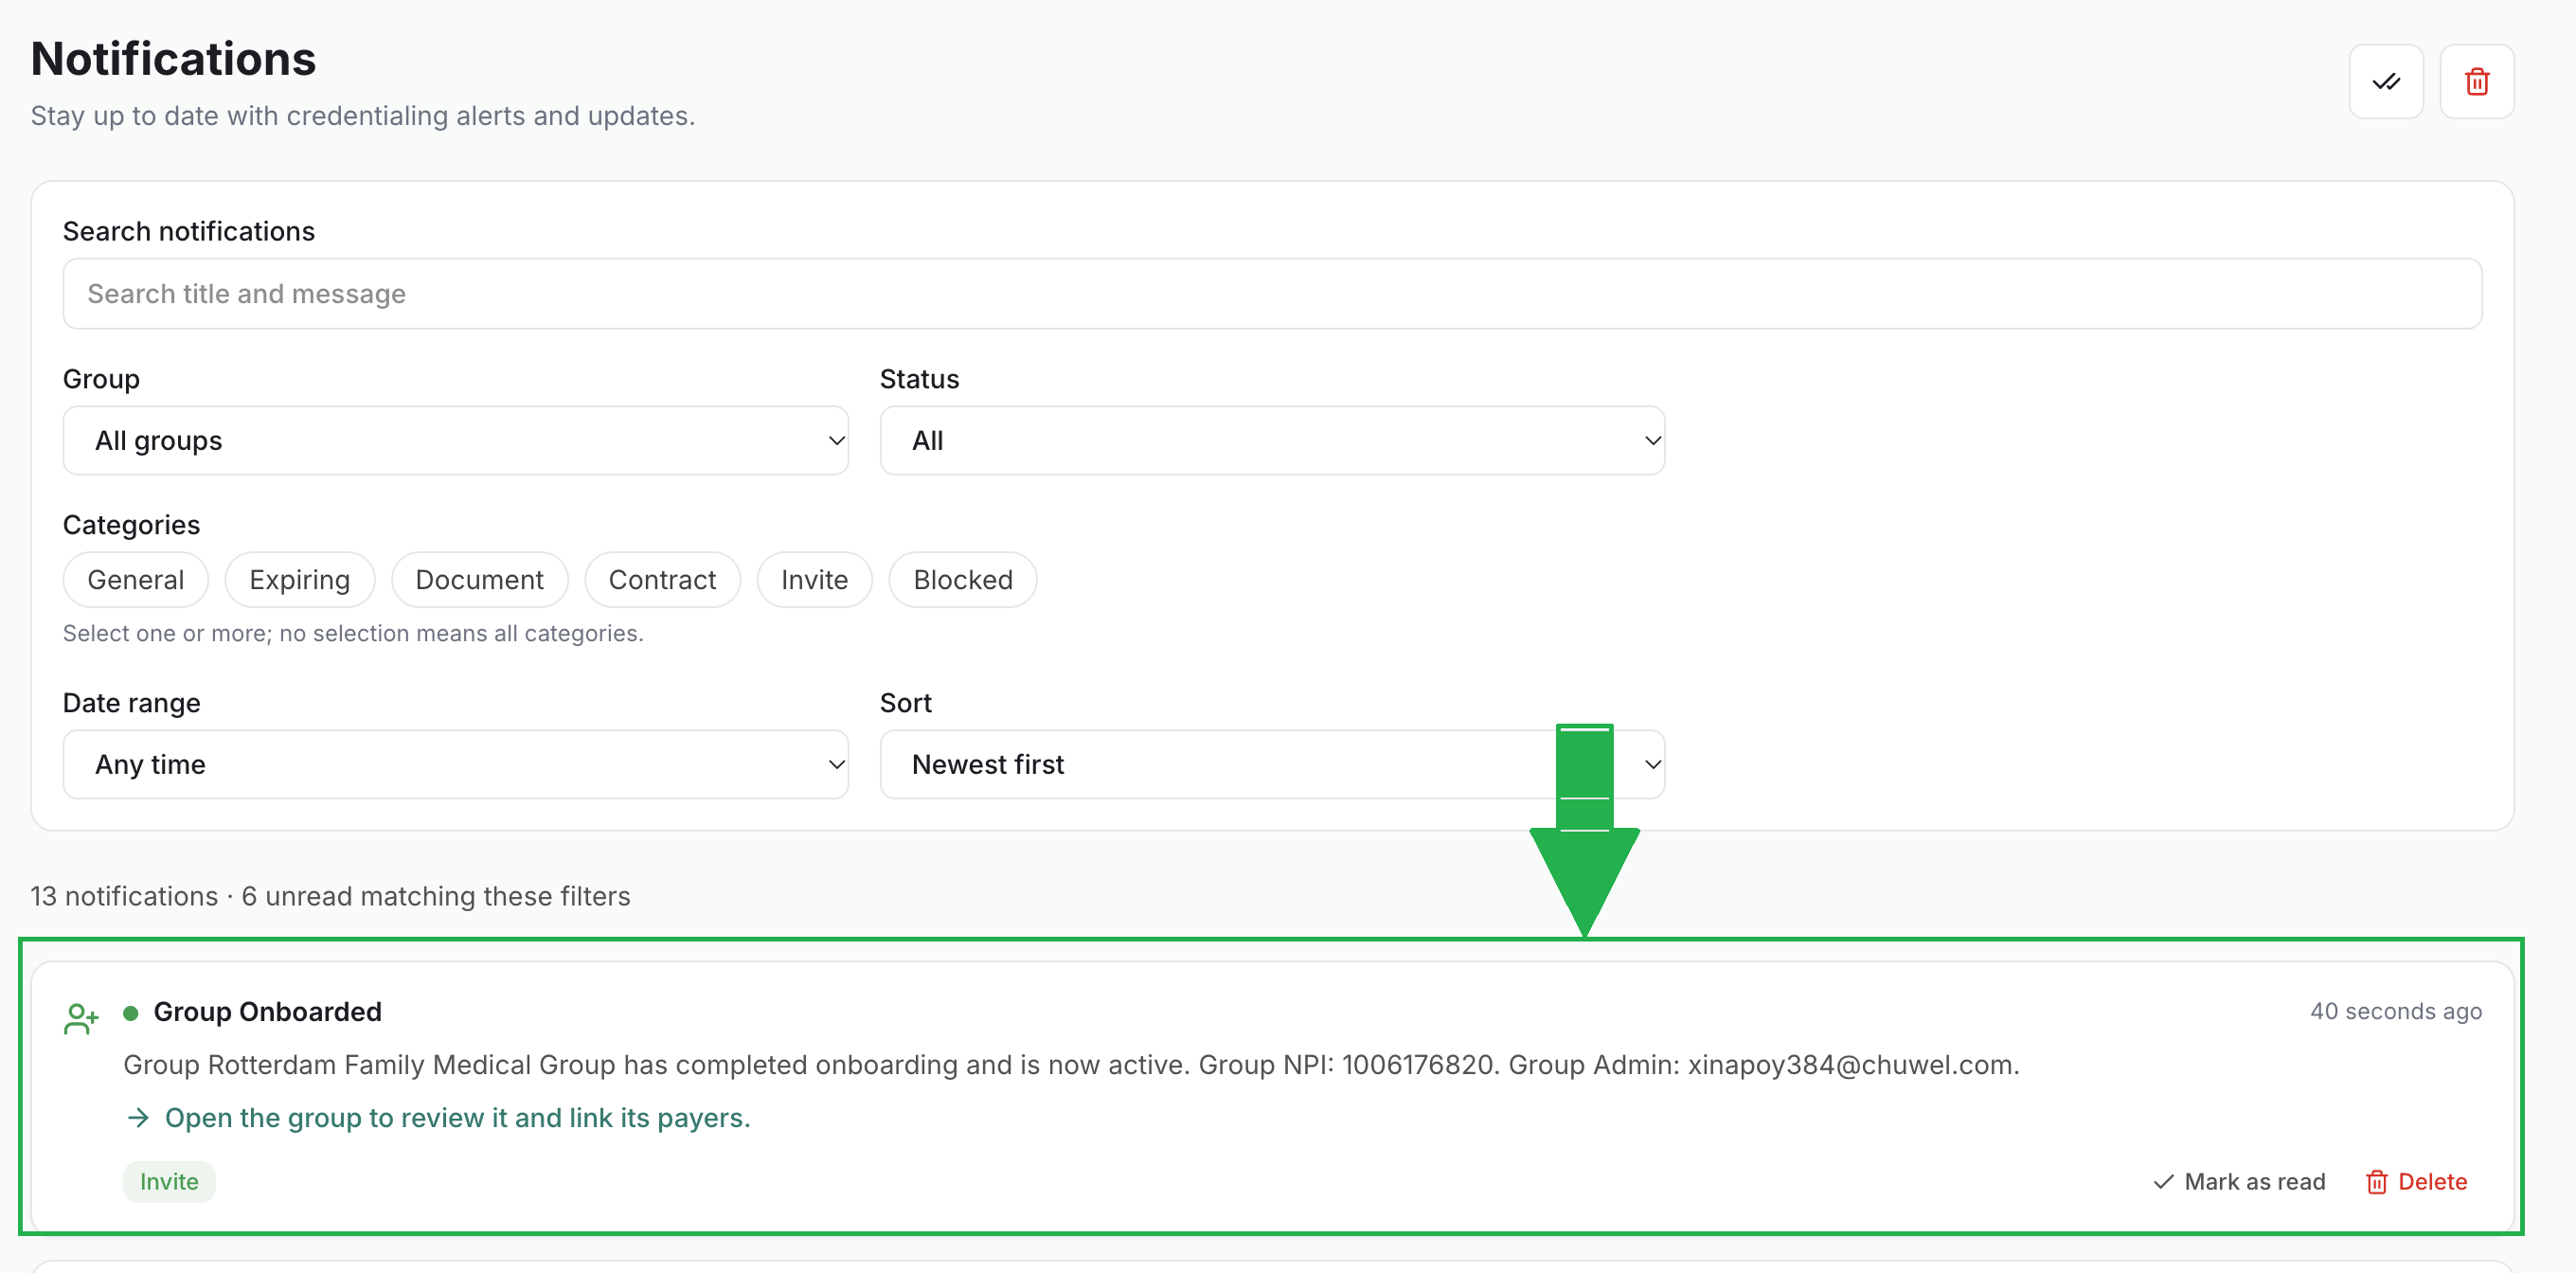 Notifications
Stay up to date with credentialing alerts and updates.
Search notifications
Search title and message
Group
Status
All groups
All
Categories
General
Expiring
Document
Contract
Invite
Blocked
Select one or more; no selection means all categories.
Date range
Sort
Any time
Newest first
13 notifications · 6 unread matching these filters
Group Onboarded
40 seconds ago
Group Rotterdam Family Medical Group has completed onboarding and is now active. Group NPI: 1006176820. Group Admin: xinapoy384@chuwel.com.
→ Open the group to review it and link its payers.
Invite
Mark as read
Delete